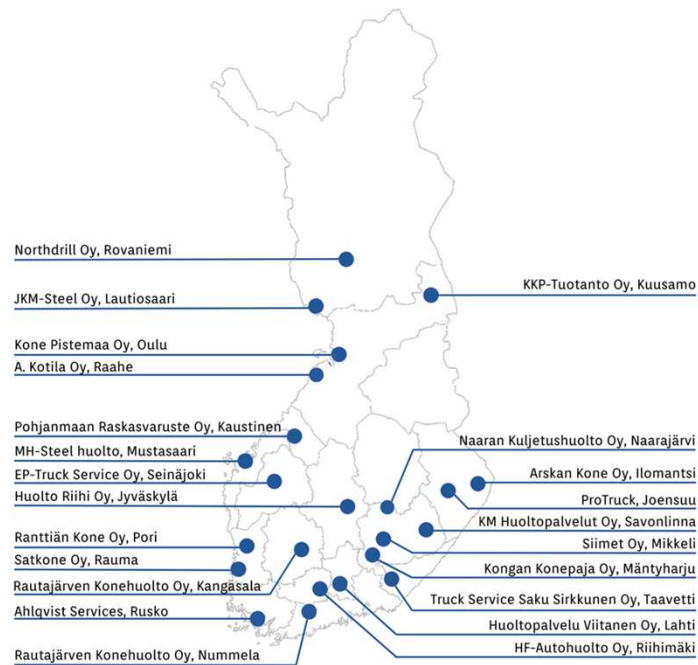 Northdrill Oy, Rovaniemi
JKM-Steel Oy, Lautiosaari
Kone Pistemaa Oy, Oulu
A. Kotila Oy, Raahe
Pohjanmaan Raskasvaruste Oy, Kaustinen
MH-Steel huolto, Mustasaari
EP-Truck Service Oy, Seinäjoki
Huolto Riihi Oy, Jyväskylä
Ranttiän Kone Oy, Pori
Satkone Oy, Rauma
Rautajärven Konehuolto Oy, Kangasala
Ahlqvist Services, Rusko
Rautajärven Konehuolto Oy, Nummela
KKP-Tuotanto Oy, Kuusamo
Naaran Kuljetushuolto Oy, Naarajärvi
Arskan Kone Oy, Ilomantsi
ProTruck, Joensuu
KM Huoltopalvelut Oy, Savonlinna
Siimet Oy, Mikkeli
Kongan Konepaja Oy, Mäntyharju
Truck Service Saku Sirkkunen Oy, Taavetti
Huoltopalvelu Viitanen Oy, Lahti
HF-Autohuolto Oy, Riihimäki